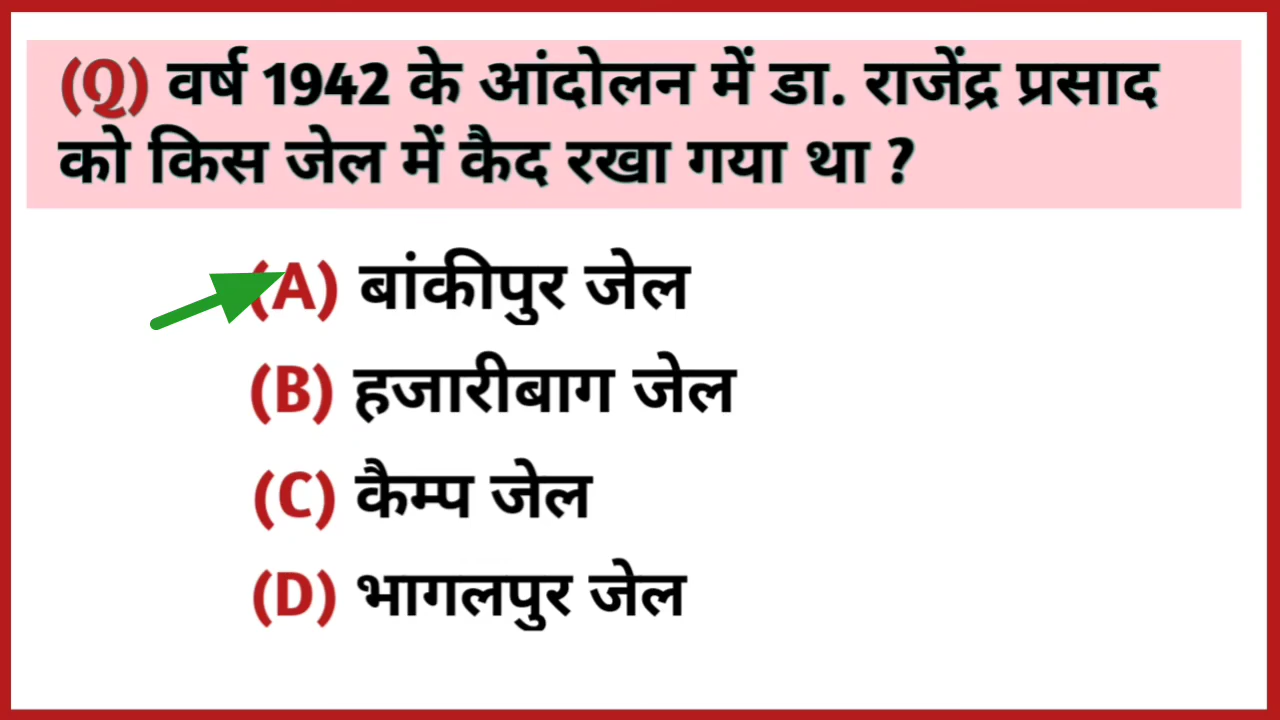 (Q) वर्ष 1942 के आंदोलन में डा. राजेंद्र प्रसाद
को किस जेल में कैद रखा गया था ?
(A) बांकीपुर जेल
(B) हजारीबाग जेल
(C) कैम्प जेल
(D) भागलपुर जेल